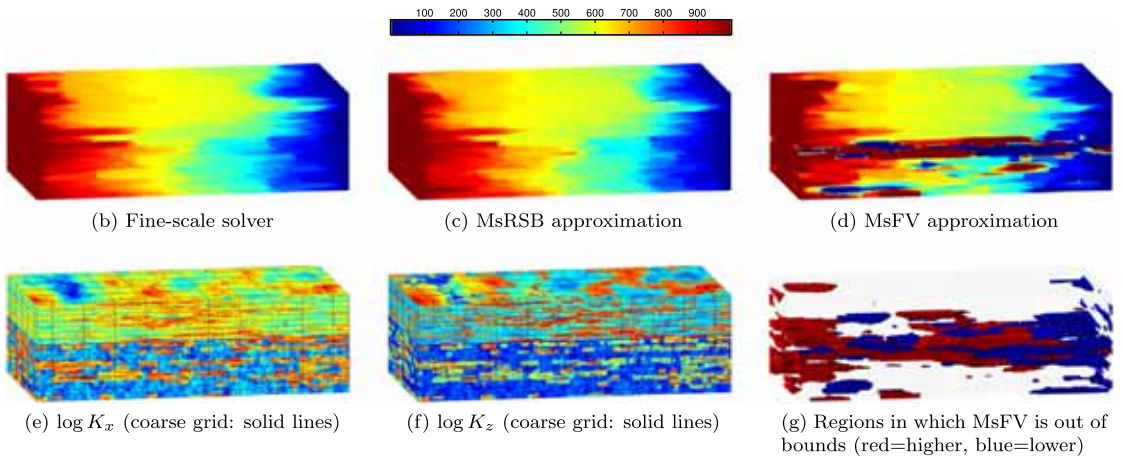 100 200 300 400 500 600 700 800 900
(b) Fine-scale solver
(c) MsRSB approximation
(d) MsFV approximation
(e) log Kx (coarse grid: solid lines)
(f) log Kz (coarse grid: solid lines)
(g) Regions in which MsFV is out of
bounds (red=higher, blue=lower)